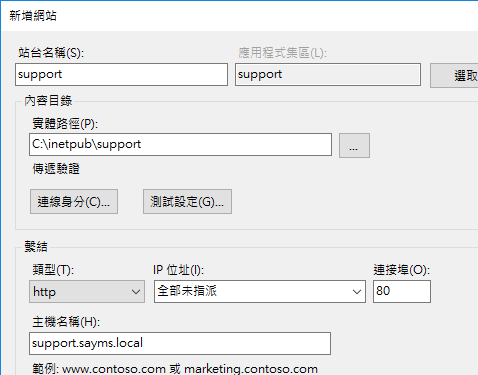 新增網站
站台名稱(S): 應用程式集區(L):
support support 選取
內容目錄
實體路徑(P):
C:\inetpub\support ...
傳遞驗證
連線身分(C)... 測試設定(G)...
繫結
類型(T): IP 位址(I): 連接埠(O):
http 全部未指派 80
主機名稱(H):
support.sayms.local
範例: www.contoso.com 或 marketing.contoso.com